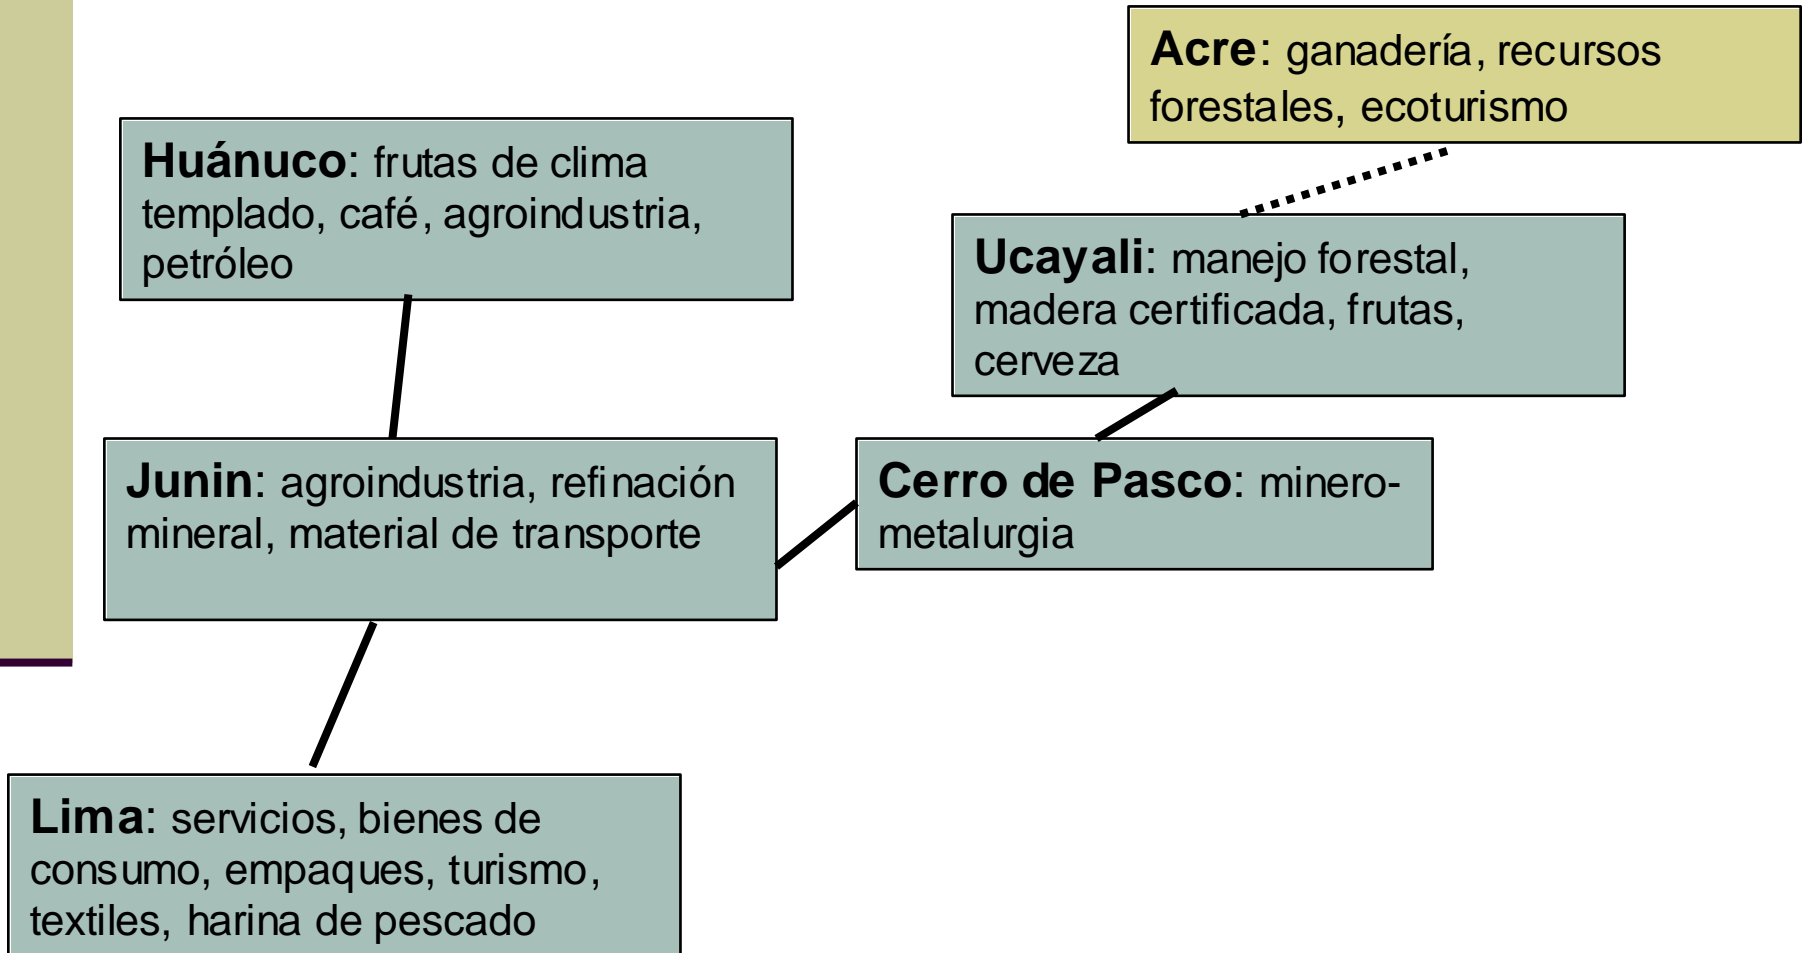 Acre: ganadería, recursos
forestales, ecoturismo
Huánuco: frutas de clima
templado, café, agroindustria,
petróleo
Ucayali: manejo forestal,
madera certificada, frutas,
cerveza
Junin: agroindustria, refinación
mineral, material de transporte
Cerro de Pasco: minero-
metalurgia
Lima: servicios, bienes de
consumo, empaques, turismo,
textiles, harina de pescado